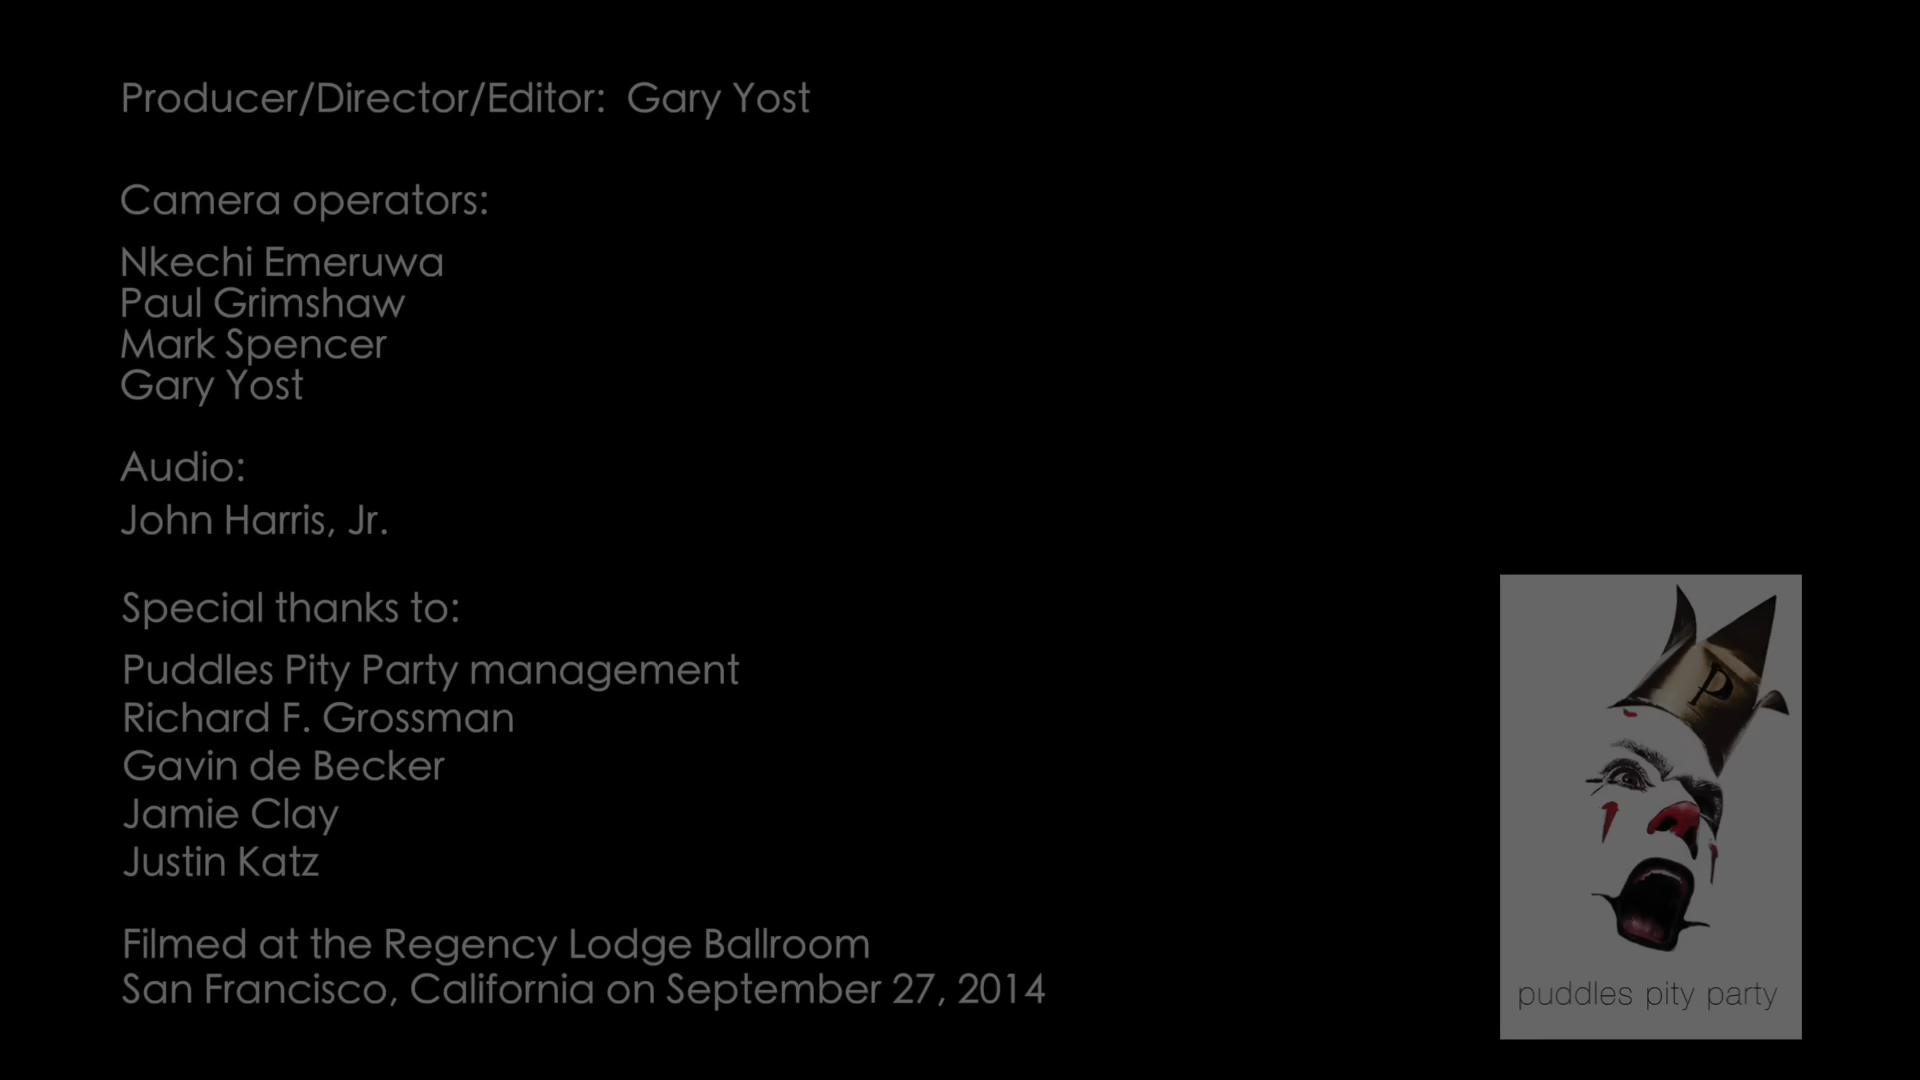 Producer/Director/Editor: Gary Yost
Camera operators:
Nkechi Emeruwa
Paul Grimshaw
Mark Spencer
Gary Yost
Audio:
John Harris, Jr.
Special thanks to:
Puddles Pity Party management
Richard F. Grossman
Gavin de Becker
Jamie Clay
Justin Katz
Filmed at the Regency Lodge Ballroom
San Francisco, California on September 27, 2014
P
puddles pity party